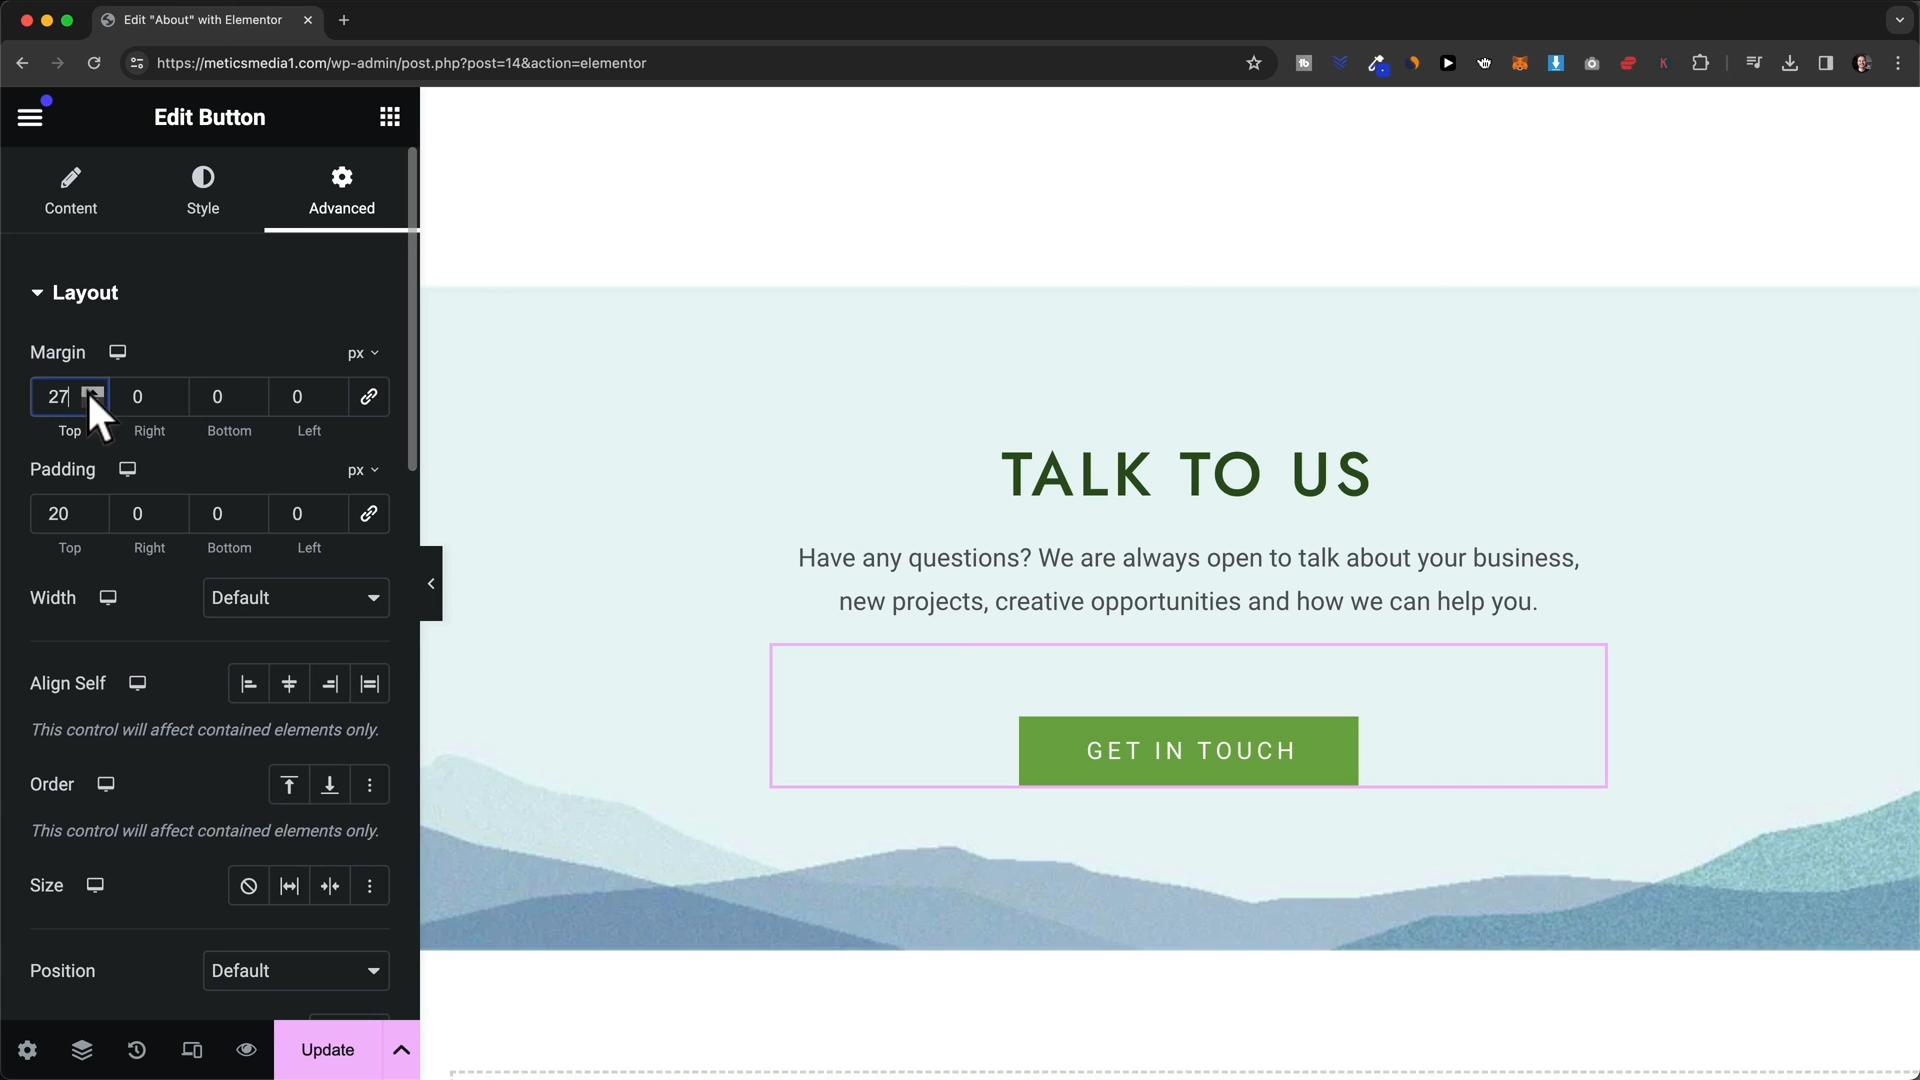 Edit "About" with Elementor
https://meticsmedia1.com/wp-admin/post.php?post=14&action=elementor
Edit Button
Content
Style
Advanced
Layout
Margin
px
27
0
0
0
Top
Right
Bottom
Left
Padding
px
20
0
0
0
Top
Right
Bottom
Left
Width
Default
Align Self
This control will affect contained elements only.
Order
This control will affect contained elements only.
Size
Position
Default
Update
TALK TO US
Have any questions? We are always open to talk about your business,
new projects, creative opportunities and how we can help you.
GET IN TOUCH